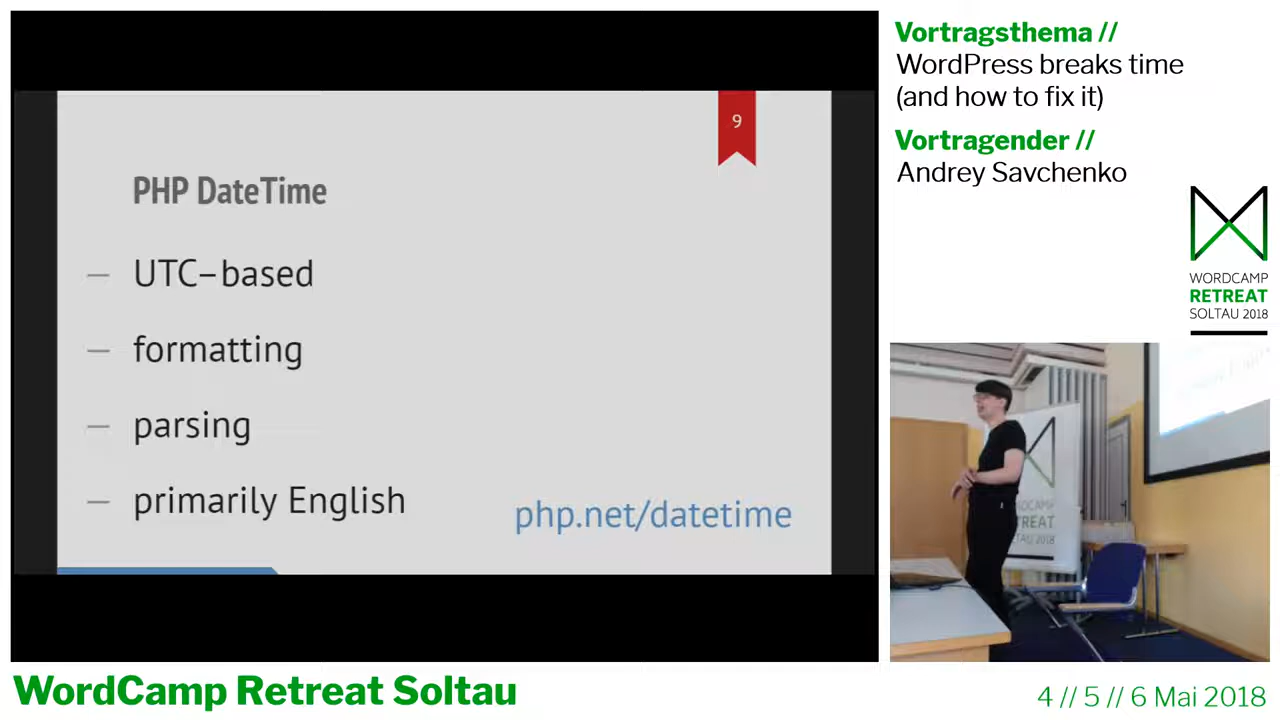 9
PHP DateTime
— UTC–based
— formatting
— parsing
— primarily English
php.net/datetime
Vortragsthema //
WordPress breaks time
(and how to fix it)
Vortragender //
Andrey Savchenko
WORDCAMP
RETREAT
SOLTAU 2018
WordCamp Retreat Soltau
4 // 5 // 6 Mai 2018